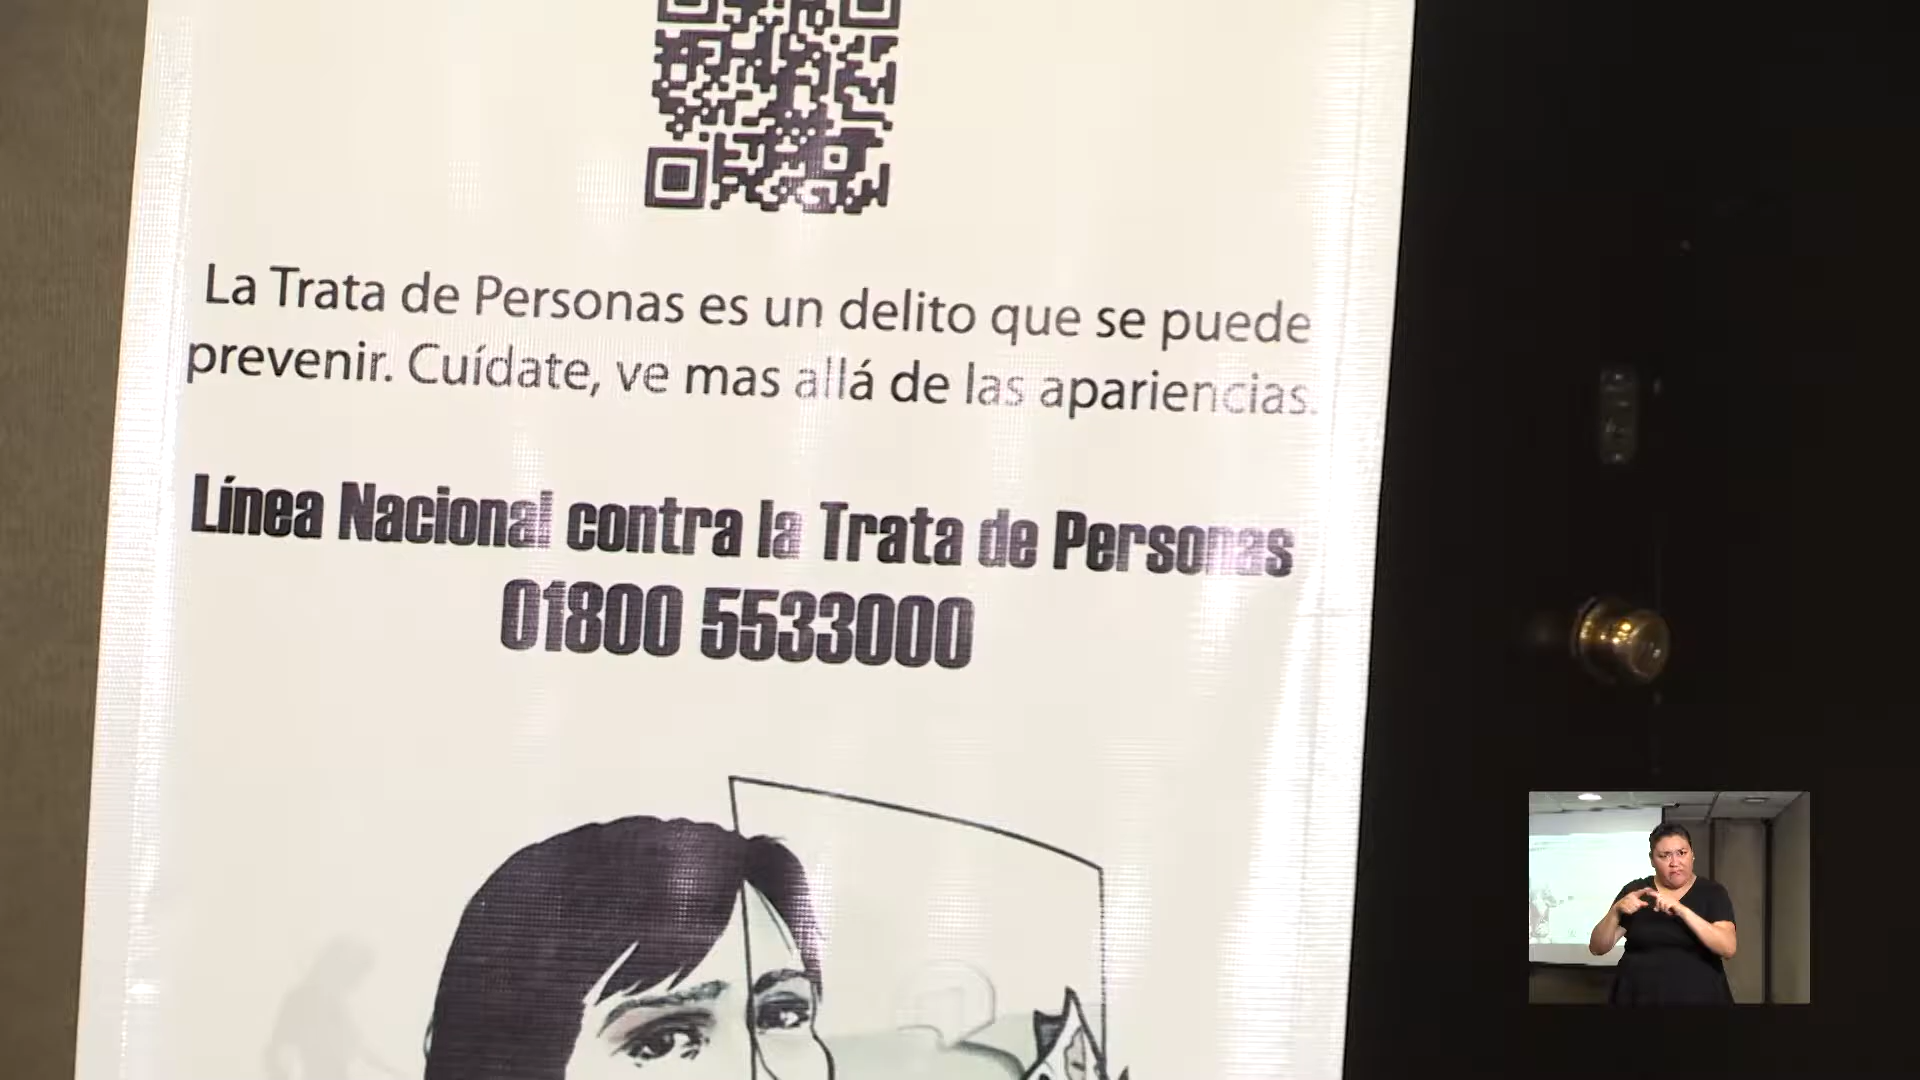 La Trata de Personas es un delito que se puede
prevenir. Cuídate, ve mas allá de las apariencias.
Línea Nacional contra la Trata de Personas
01800 5533000